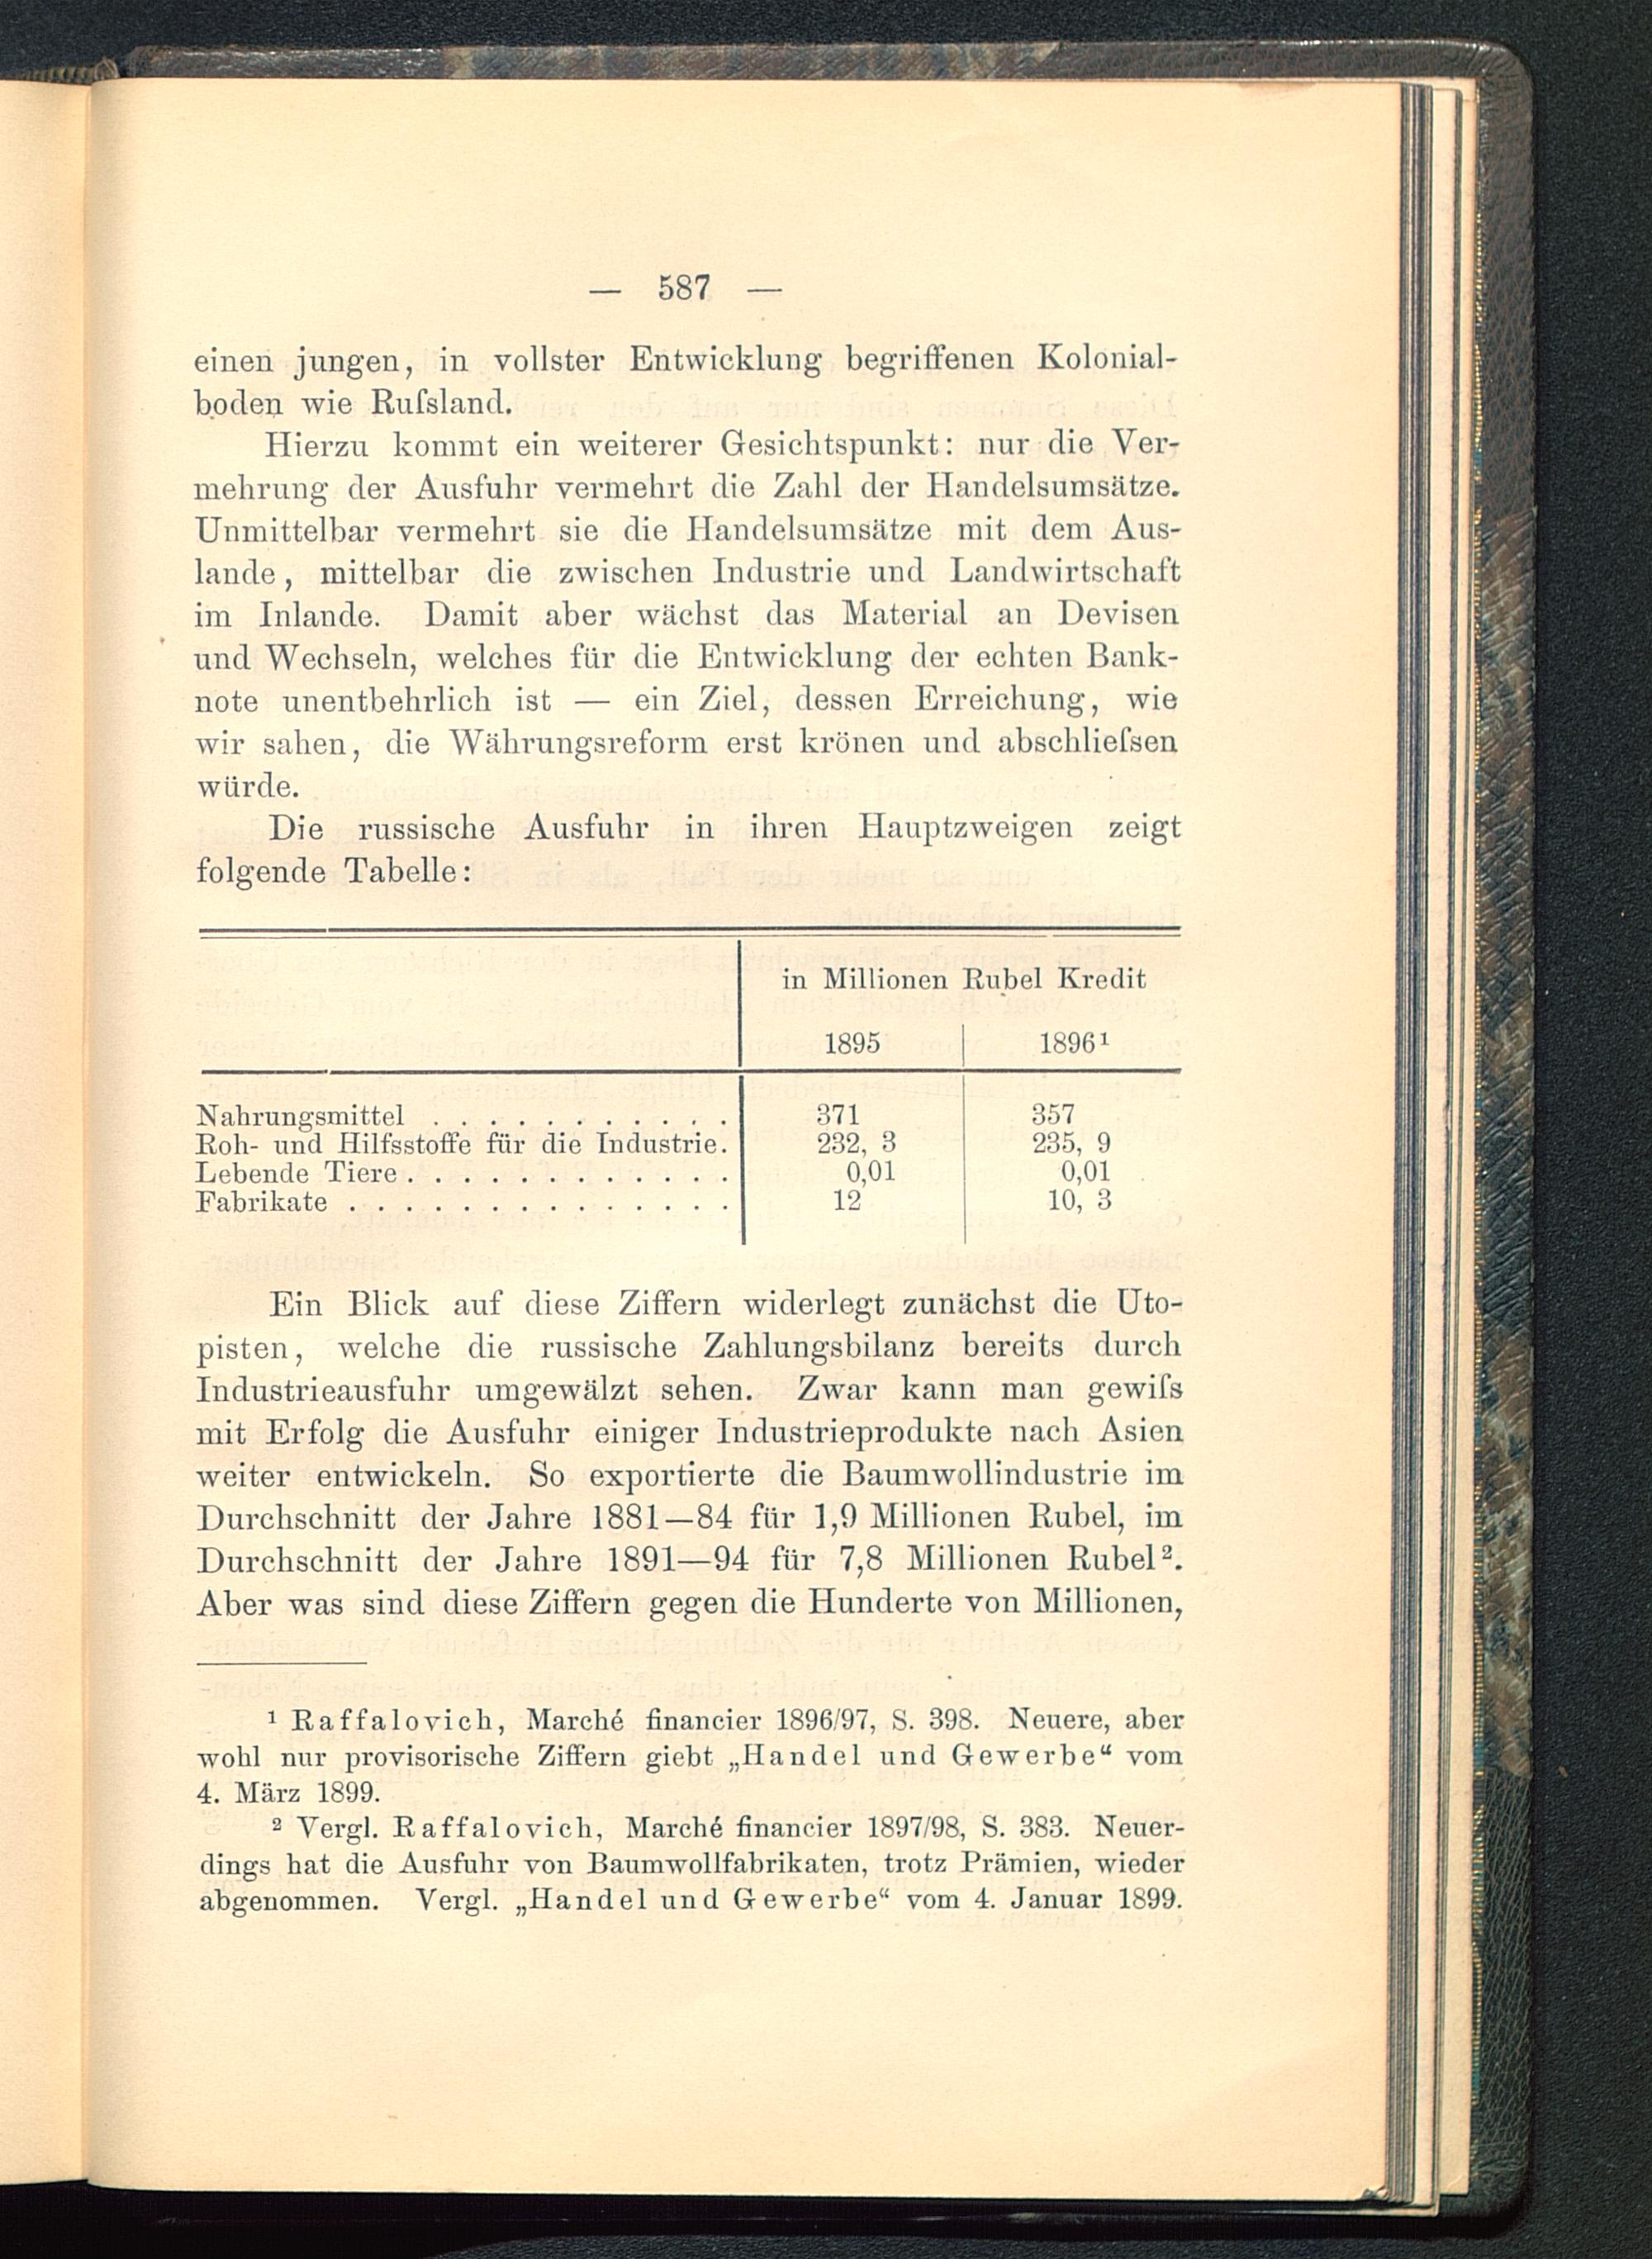 — 587 —
einen jungen, in vollster Entwicklung begriffenen Kolonial-
boden wie Ruſsland.
Hierzu kommt ein weiterer Gesichtspunkt: nur die Ver-
mehrung der Ausfuhr vermehrt die Zahl der Handelsumsätze.
Unmittelbar vermehrt sie die Handelsumsätze mit dem Aus-
lande, mittelbar die zwischen Industrie und Landwirtschaft
im Inlande. Damit aber wächst das Material an Devisen
und Wechseln, welches für die Entwicklung der echten Bank-
note unentbehrlich ist — ein Ziel, dessen Erreichung, wie
wir sahen, die Währungsreform erst krönen und abschlieſsen
würde.
Die russische Ausfuhr in ihren Hauptzweigen zeigt
folgende Tabelle:
in Millionen Rubel Kredit
1895 1896¹
Nahrungsmittel . . . . . . . . . . . 371 357
Roh- und Hilfsstoffe für die Industrie. 232, 3 235, 9
Lebende Tiere . . . . . . . . . . . . 0,01 0,01
Fabrikate . . . . . . . . . . . . . . 12 10, 3
Ein Blick auf diese Ziffern widerlegt zunächst die Uto-
pisten, welche die russische Zahlungsbilanz bereits durch
Industrieausfuhr umgewälzt sehen. Zwar kann man gewiſs
mit Erfolg die Ausfuhr einiger Industrieprodukte nach Asien
weiter entwickeln. So exportierte die Baumwollindustrie im
Durchschnitt der Jahre 1881—84 für 1,9 Millionen Rubel, im
Durchschnitt der Jahre 1891—94 für 7,8 Millionen Rubel².
Aber was sind diese Ziffern gegen die Hunderte von Millionen,
¹ Raffalovich, Marché financier 1896/97, S. 398. Neuere, aber
wohl nur provisorische Ziffern giebt „Handel und Gewerbe“ vom
4. März 1899.
² Vergl. Raffalovich, Marché financier 1897/98, S. 383. Neuer-
dings hat die Ausfuhr von Baumwollfabrikaten, trotz Prämien, wieder
abgenommen. Vergl. „Handel und Gewerbe“ vom 4. Januar 1899.